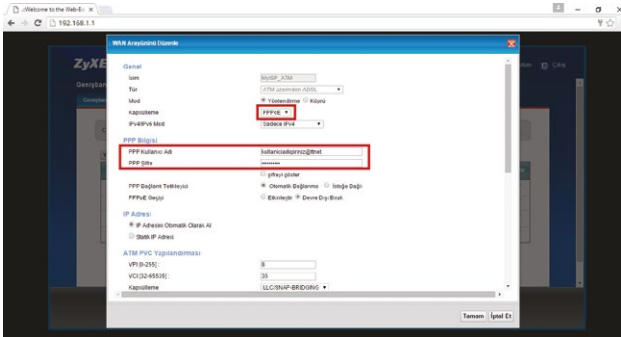 .::Welcome to the Web-Ba
192.168.1.1
ZyXE
WAN Arayüzünü Düzenle
Çıkış
Genişban
Genel
İsim MyISP_ATM
Tür ATM üzerinden ADSL
Mod Yönlendirme Köprü
Kapsülleme PPPoE
IPv4/IPv6 Mod Sadece IPv4
PPP Bilgisi
PPP Kullanıcı Adı kullaniciadiniz@ttnet
PPP Şifre ••••••••
şifreyi göster
PPP Bağlantı Tetikleyici Otomatik Bağlanma İsteğe Bağlı
PPPoE Geçişi Etkinleştir Devre Dışı Bırak
IP Adresi
IP Adresini Otomatik Olarak Al
Statik IP Adresi
ATM PVC Yapılandırması
VPI [0-255] : 8
VCI [32-65535] : 35
Kapsülleme LLC/SNAP-BRIDGING
Tamam İptal Et